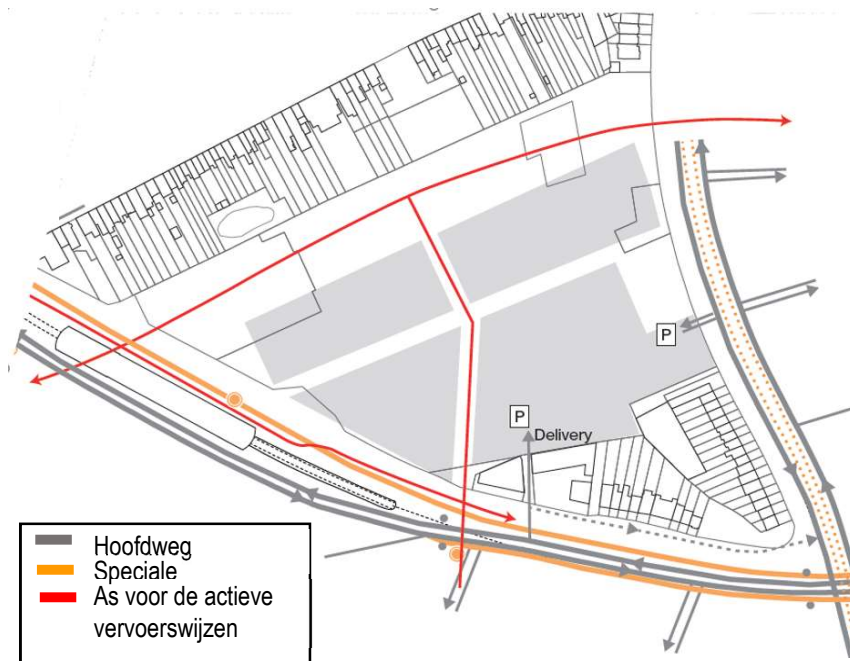 P
P
Delivery
Hoofdweg
Speciale
As voor de actieve
vervoerswijzen